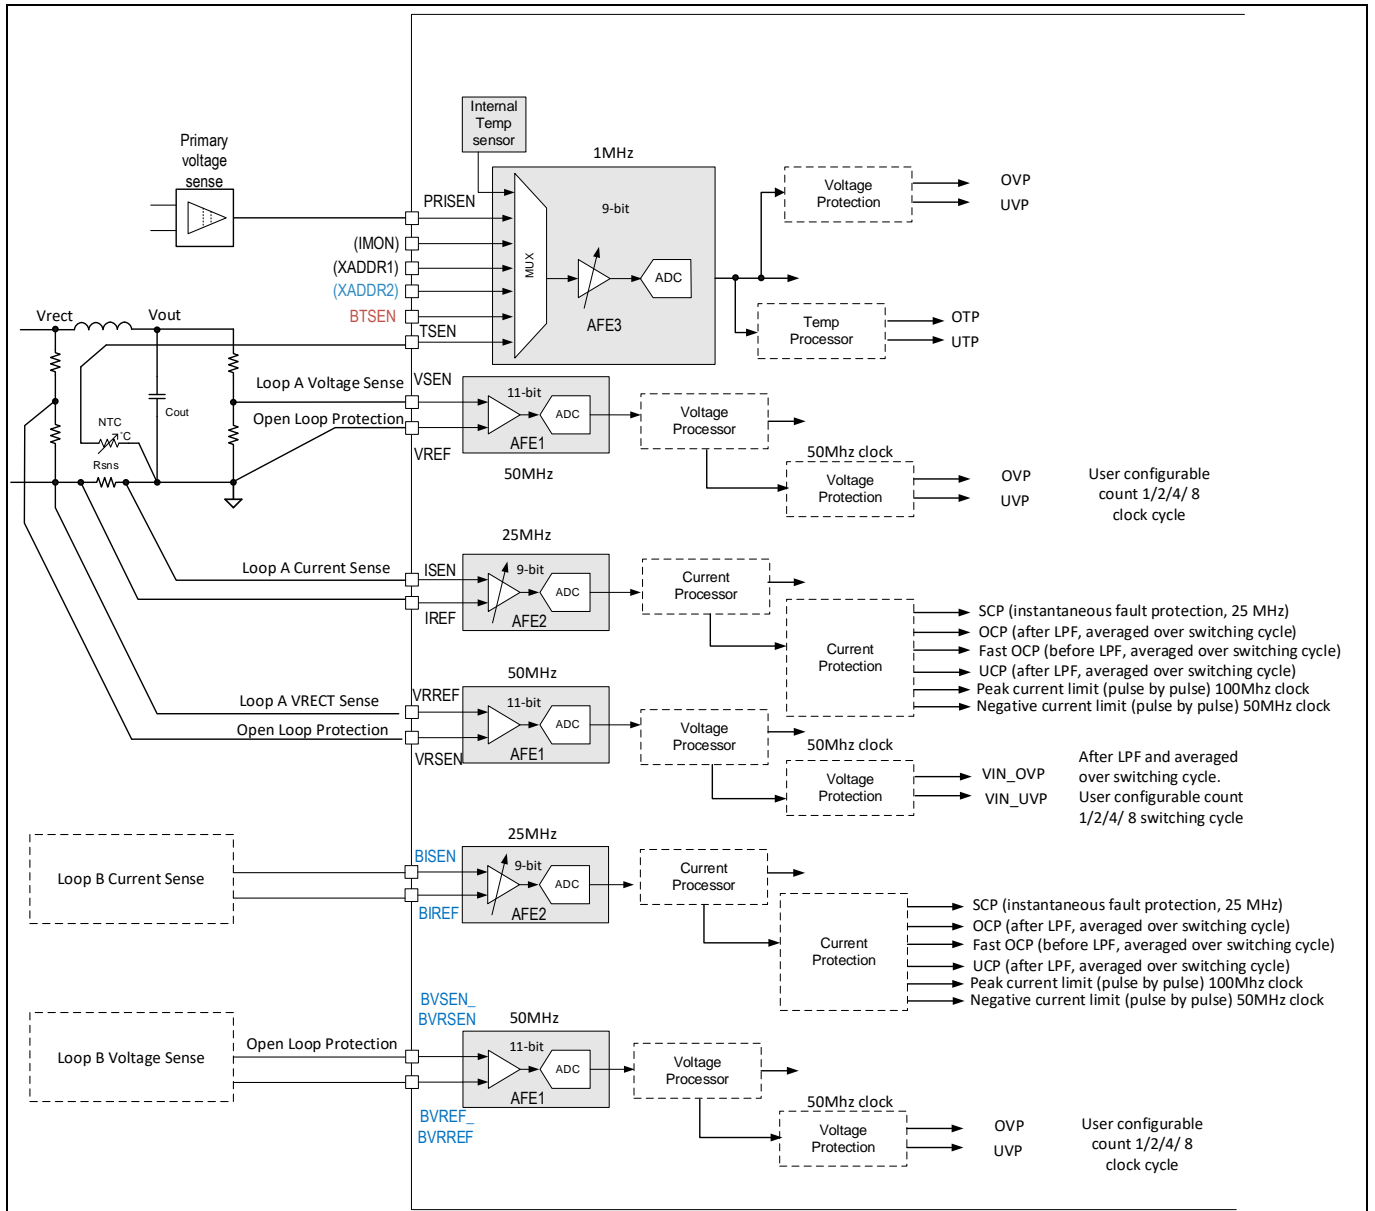 Internal
Temp
sensor
Primary
voltage
sense
1MHz
PRISEN
9-bit
Voltage
Protection
OVP
UVP
(IMON)
(XADDR1)
(XADDR2)
BTSEN
TSEN
MUX
ADC
AFE3
Temp
Processor
OTP
UTP
Vrect
Vout
Cout
NTC
°C
Rsns
Loop A Voltage Sense
VSEN
Open Loop Protection
VREF
11-bit
ADC
AFE1
50MHz
Voltage
Processor
50Mhz clock
Voltage
Protection
OVP
UVP
User configurable
count 1/2/4/ 8
clock cycle
25MHz
Loop A Current Sense
ISEN
IREF
9-bit
ADC
AFE2
Current
Processor
Current
Protection
SCP (instantaneous fault protection, 25 MHz)
OCP (after LPF, averaged over switching cycle)
Fast OCP (before LPF, averaged over switching cycle)
UCP (after LPF, averaged over switching cycle)
Peak current limit (pulse by pulse) 100Mhz clock
Negative current limit (pulse by pulse) 50MHz clock
50MHz
Loop A VRECT Sense
VRREF
Open Loop Protection
VRSEN
11-bit
ADC
AFE1
Voltage
Processor
50Mhz clock
Voltage
Protection
VIN_OVP
VIN_UVP
After LPF and averaged
over switching cycle.
User configurable count
1/2/4/ 8 switching cycle
25MHz
Loop B Current Sense
BISEN
BIREF
9-bit
ADC
AFE2
Current
Processor
Current
Protection
SCP (instantaneous fault protection, 25 MHz)
OCP (after LPF, averaged over switching cycle)
Fast OCP (before LPF, averaged over switching cycle)
UCP (after LPF, averaged over switching cycle)
Peak current limit (pulse by pulse) 100Mhz clock
Negative current limit (pulse by pulse) 50MHz clock
BVSEN_
BVRSEN
50MHz
Loop B Voltage Sense
Open Loop Protection
11-bit
ADC
AFE1
BVREF_
BVRREF
Voltage
Processor
50Mhz clock
Voltage
Protection
OVP
UVP
User configurable
count 1/2/4/ 8
clock cycle